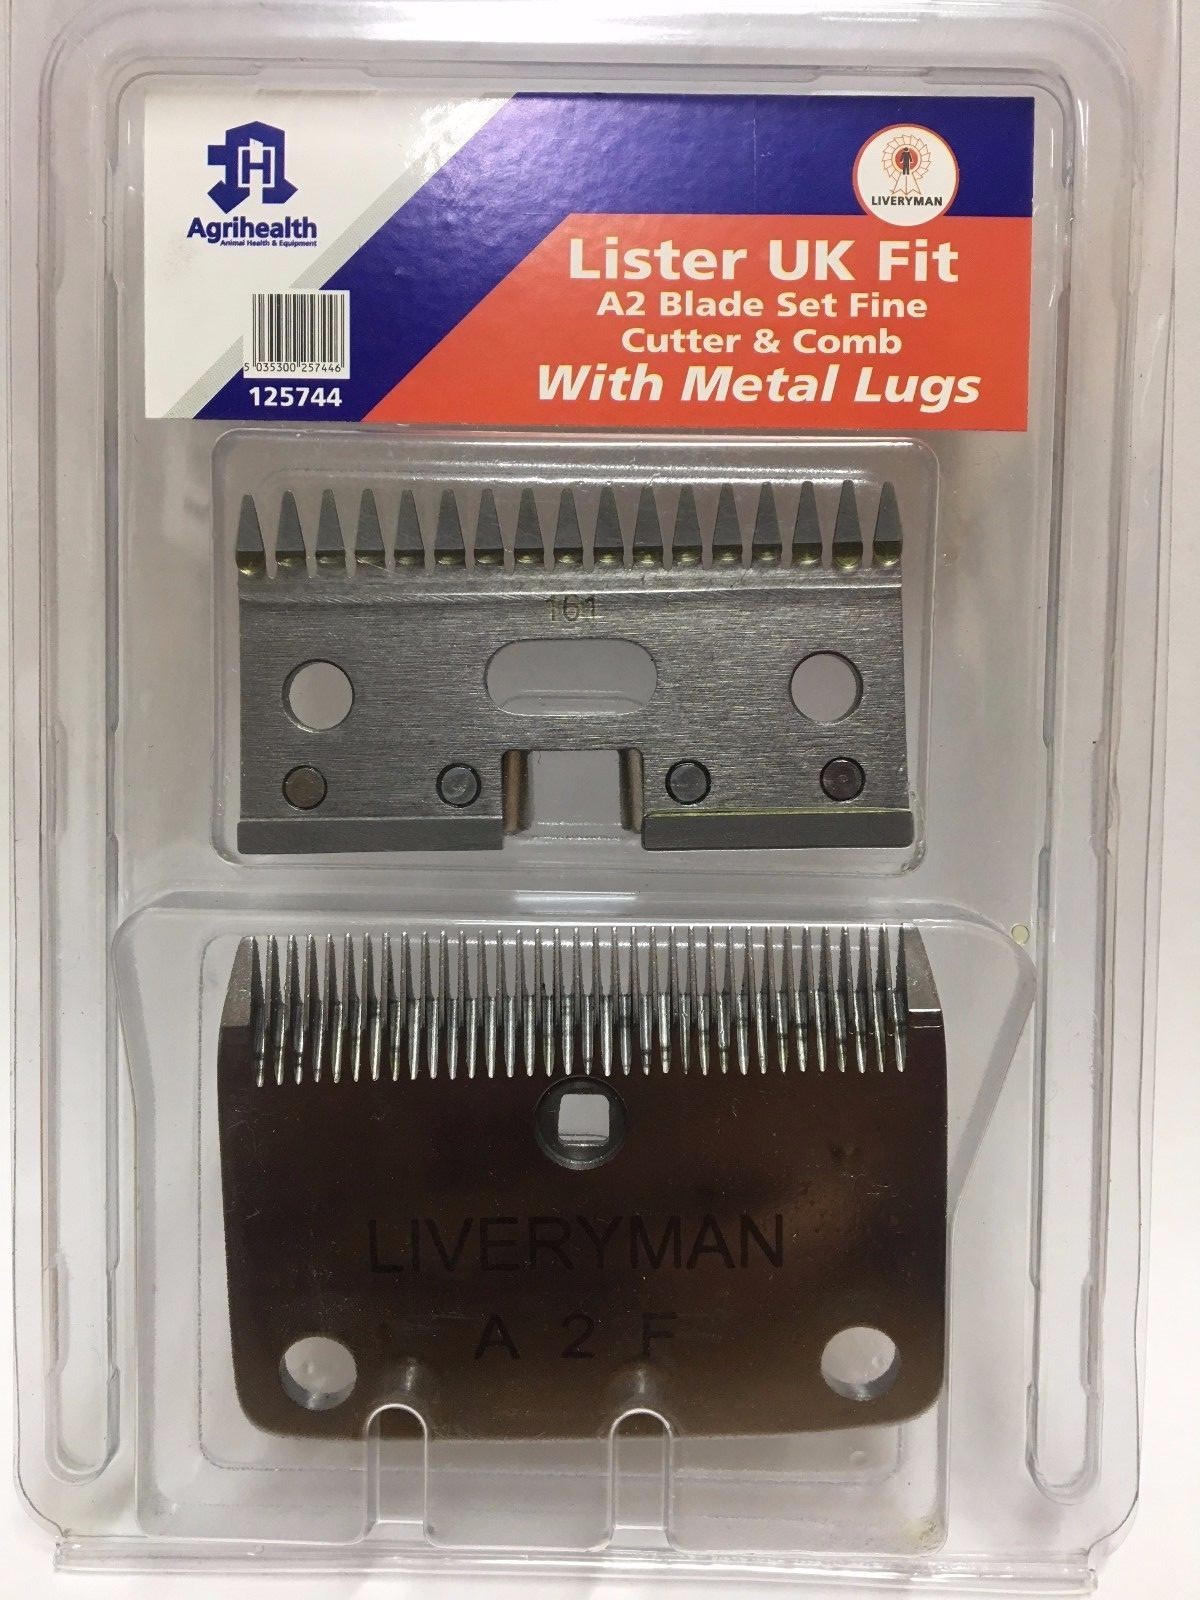 Agrihealth
Animal Health & Equipment
5 035300 257446
125744
LIVERYMAN
Lister UK Fit
A2 Blade Set Fine
Cutter & Comb
With Metal Lugs
161
LIVERYMAN
A 2 F